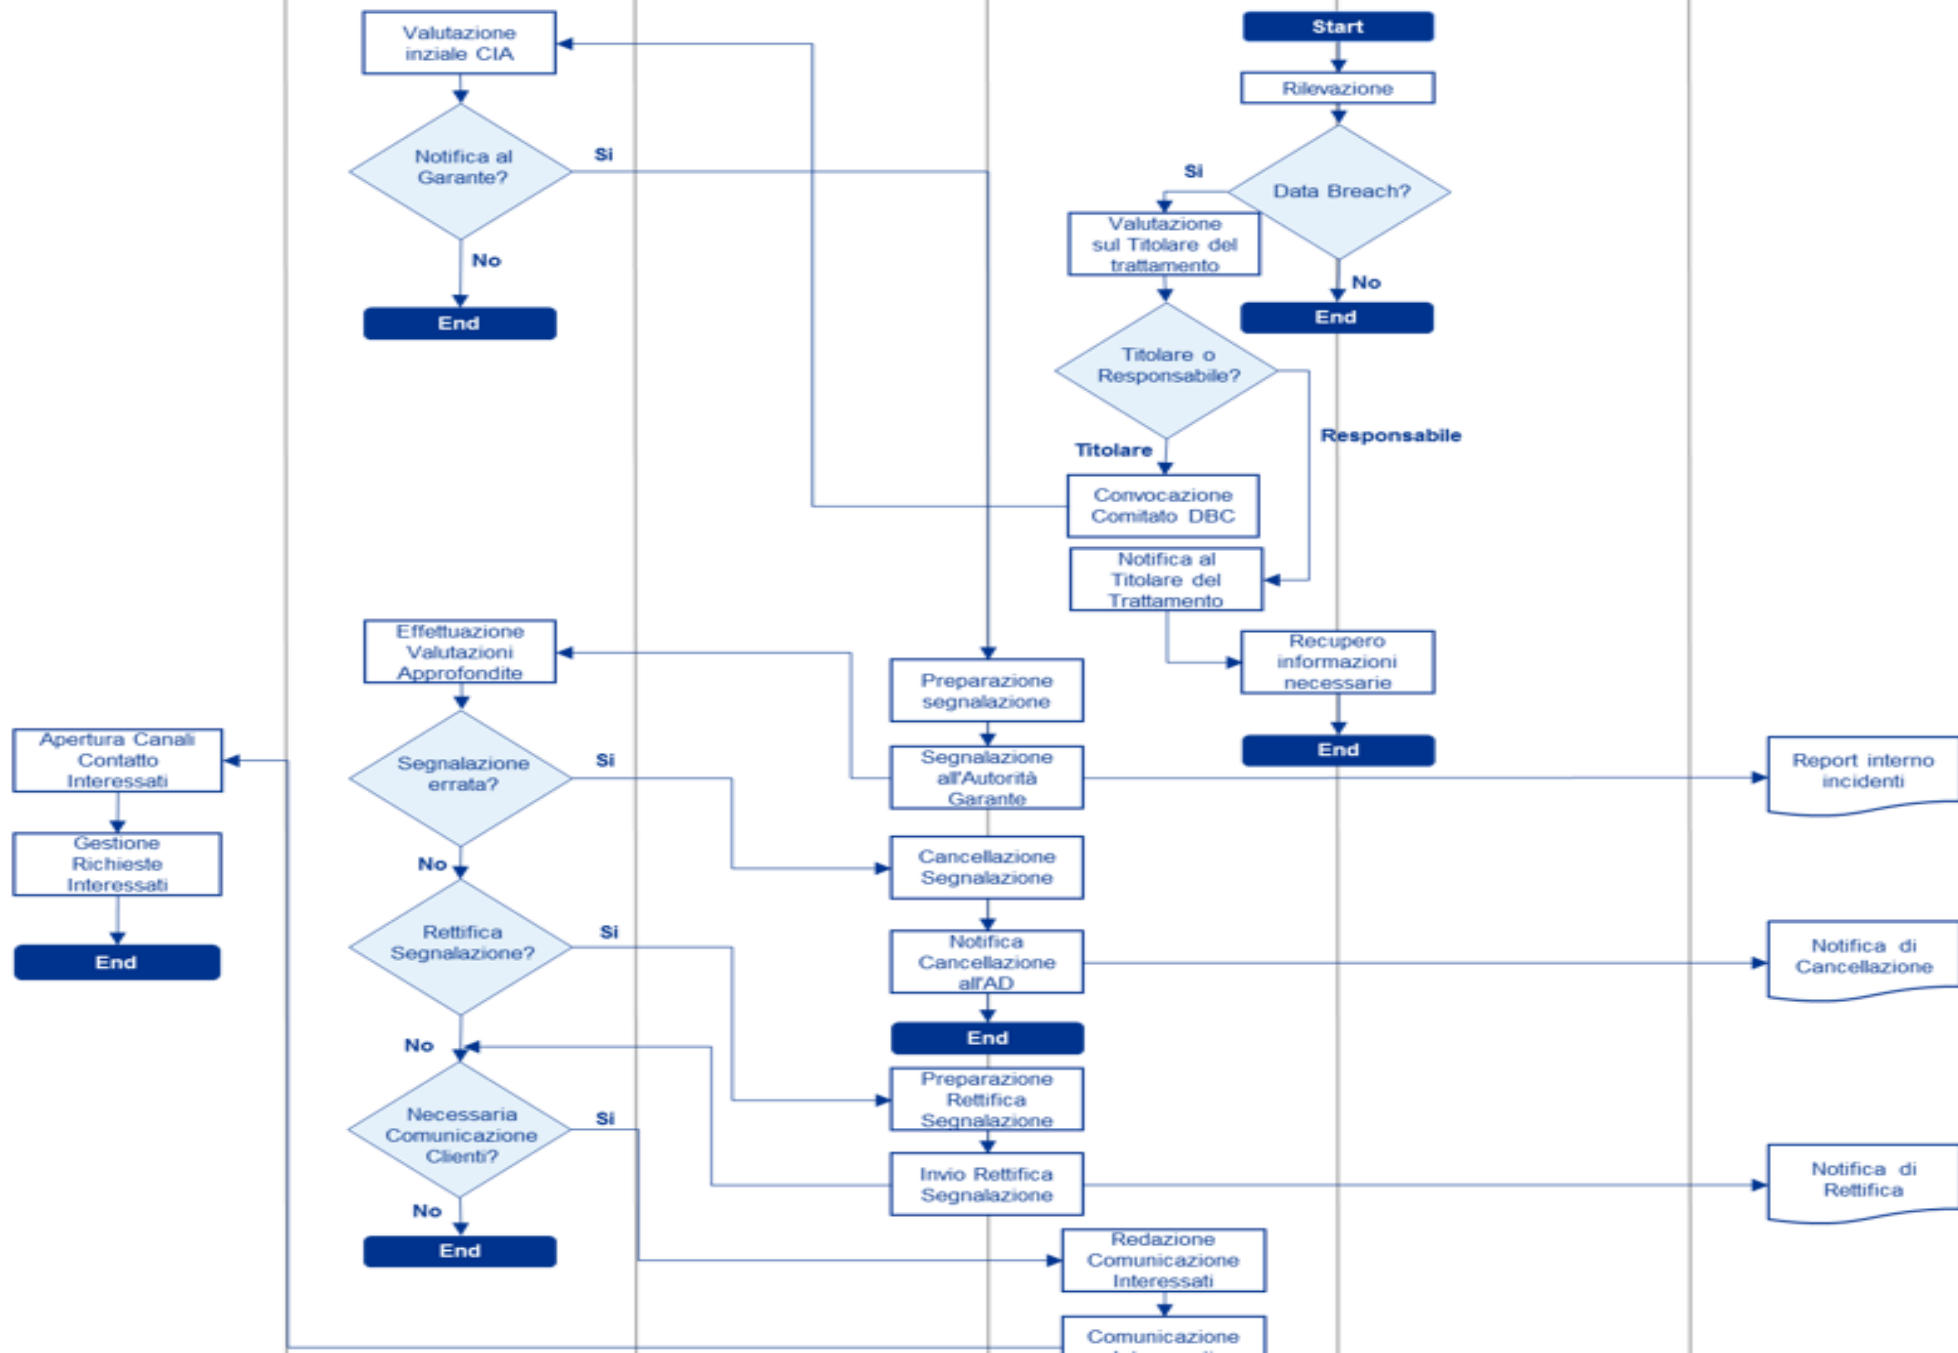 Valutazione
inziale CIA
Start
Rilevazione
Notifica al
Garante?
Si
No
End
Data Breach?
Si
No
End
Valutazione
sul Titolare del
trattamento
Titolare o
Responsabile?
Titolare
Responsabile
Convocazione
Comitato DBC
Notifica al
Titolare del
Trattamento
Recupero
informazioni
necessarie
End
Effettuazione
Valutazioni
Approfondite
Preparazione
segnalazione
Segnalazione
all'Autorità
Garante
Report interno
incidenti
Apertura Canali
Contatto
Interessati
Gestione
Richieste
Interessati
End
Segnalazione
errata?
Si
No
Cancellazione
Segnalazione
Notifica
Cancellazione
all'AD
End
Notifica di
Cancellazione
Rettifica
Segnalazione?
Si
No
Preparazione
Rettifica
Segnalazione
Invio Rettifica
Segnalazione
Notifica di
Rettifica
Necessaria
Comunicazione
Clienti?
Si
No
End
Redazione
Comunicazione
Interessati
Comunicazione